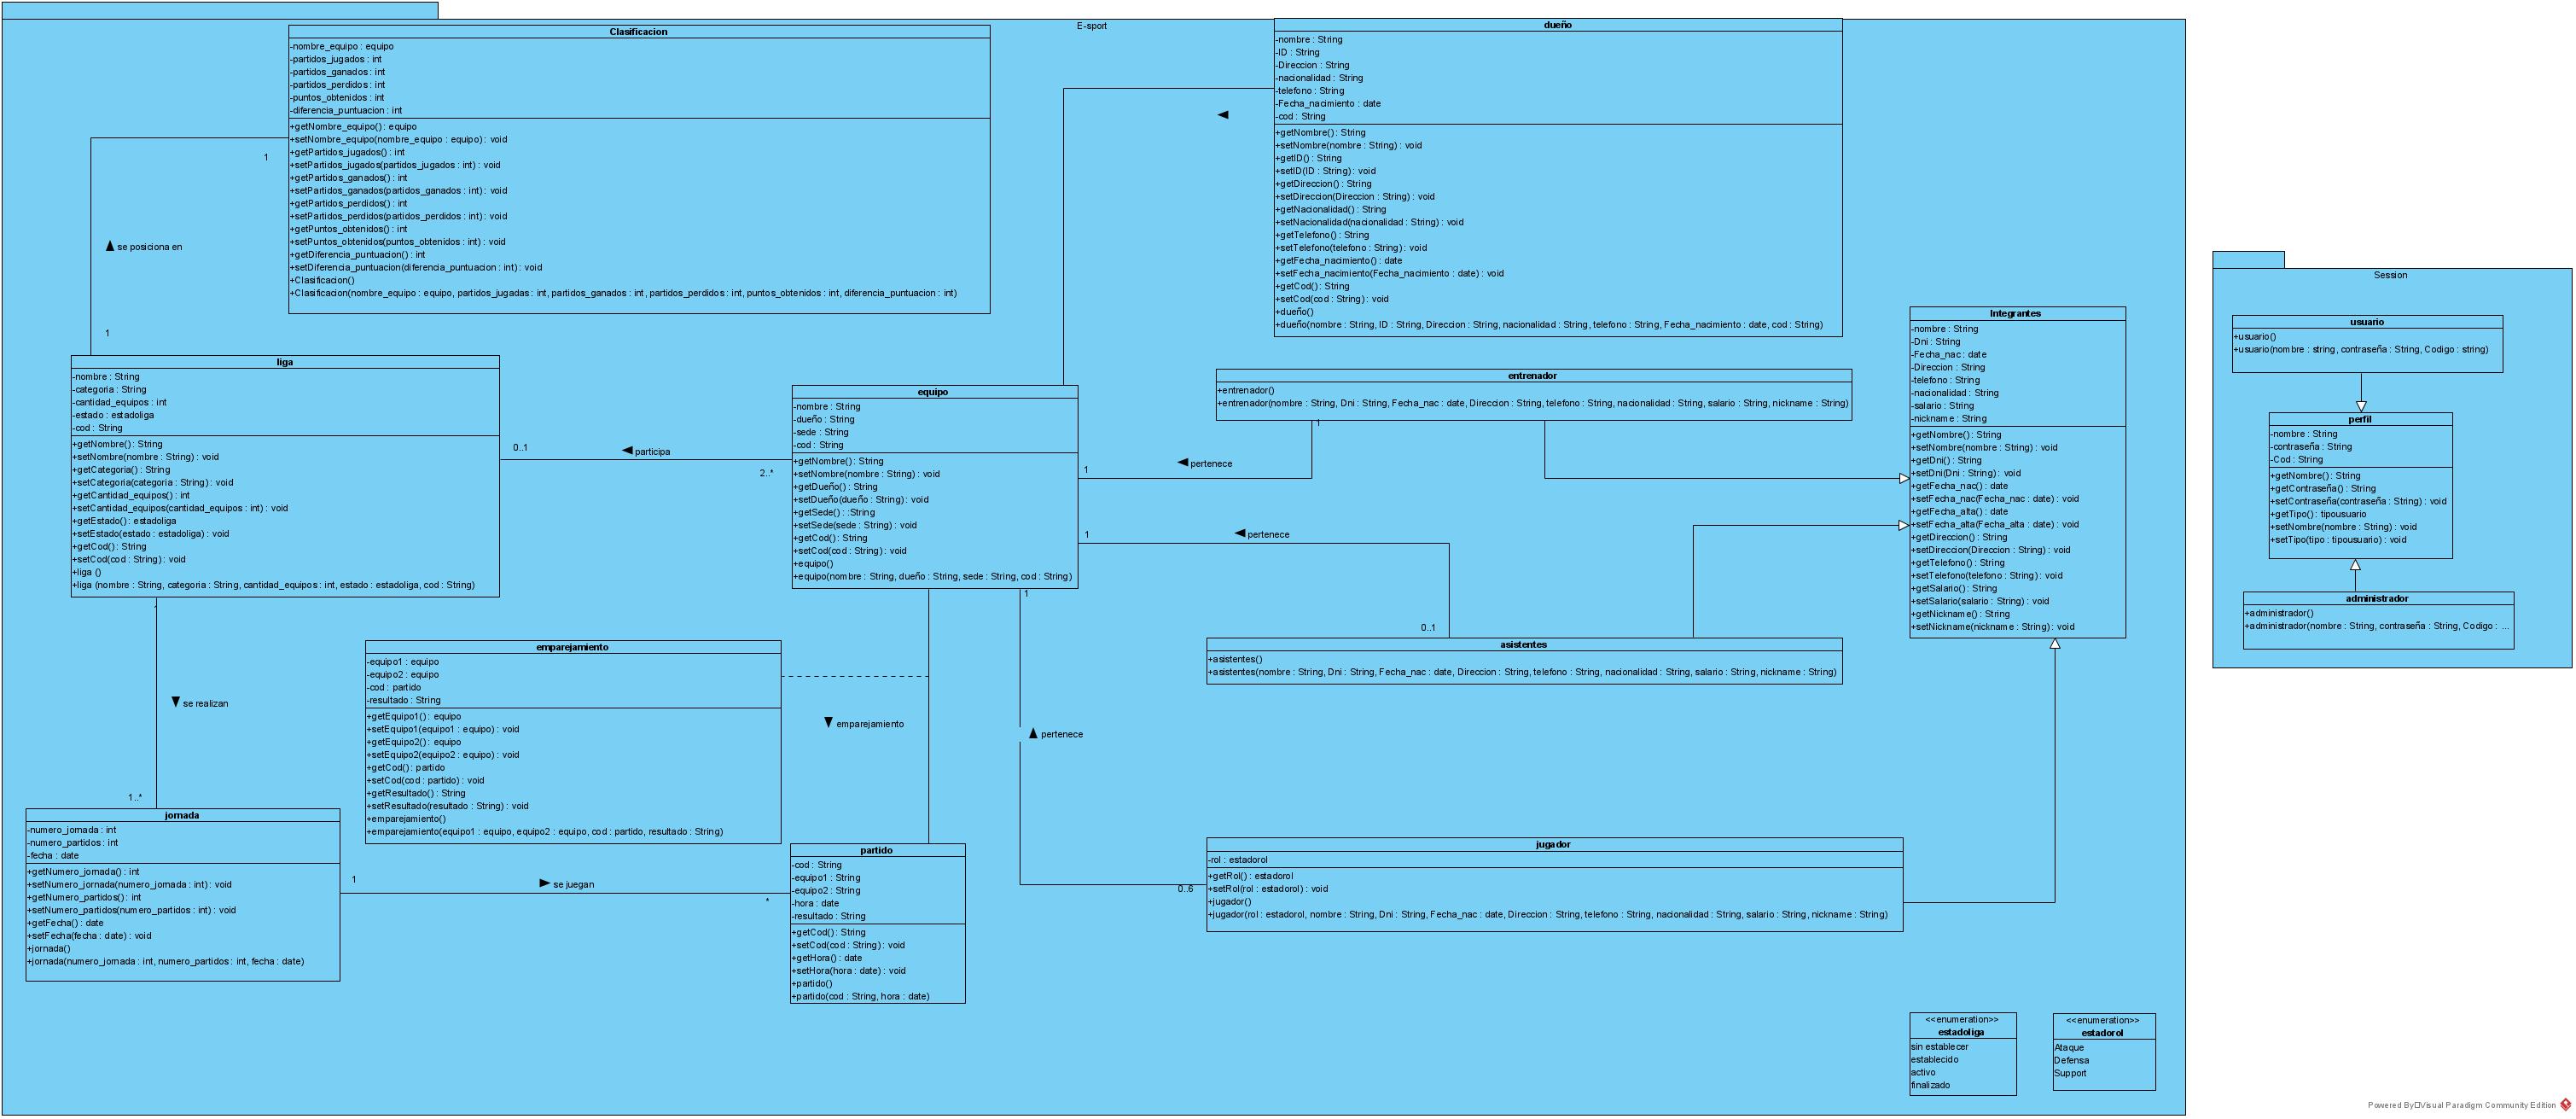 E-sport
Clasificacion
-nombre_equipo : equipo
-partidos_jugados : int
-partidos_ganados : int
-partidos_perdidos : int
-puntos_obtenidos : int
-diferencia_puntuacion : int
+getNombre_equipo() : equipo
+setNombre_equipo(nombre_equipo : equipo) : void
+getPartidos_jugados() : int
+setPartidos_jugados(partidos_jugados : int) : void
+getPartidos_ganados() : int
+setPartidos_ganados(partidos_ganados : int) : void
+getPartidos_perdidos() : int
+setPartidos_perdidos(partidos_perdidos : int) : void
+getPuntos_obtenidos() : int
+setPuntos_obtenidos(puntos_obtenidos : int) : void
+getDiferencia_puntuacion() : int
+setDiferencia_puntuacion(diferencia_puntuacion : int) : void
+Clasificacion()
+Clasificacion(nombre_equipo : equipo, partidos_jugadas : int, partidos_ganados : int, partidos_perdidos : int, puntos_obtenidos : int, diferencia_puntuacion : int)
dueño
-nombre : String
-ID : String
-Direccion : String
-nacionalidad : String
-telefono : String
-Fecha_nacimiento : date
-cod : String
+getNombre() : String
+setNombre(nombre : String) : void
+getID() : String
+setID(ID : String) : void
+getDireccion() : String
+setDireccion(Direccion : String) : void
+getNacionalidad() : String
+setNacionalidad(nacionalidad : String) : void
+getTelefono() : String
+setTelefono(telefono : String) : void
+getFecha_nacimiento() : date
+setFecha_nacimiento(Fecha_nacimiento : date) : void
+getCod() : String
+setCod(cod : String) : void
+dueño()
+dueño(nombre : String, ID : String, Direccion : String, nacionalidad : String, telefono : String, Fecha_nacimiento : date, cod : String)
1
se posiciona en
1
liga
-nombre : String
-categoria : String
-cantidad_equipos : int
-estado : estadoliga
-cod : String
+getNombre() : String
+setNombre(nombre : String) : void
+getCategoria() : String
+setCategoria(categoria : String) : void
+getCantidad_equipos() : int
+setCantidad_equipos(cantidad_equipos : int) : void
+getEstado() : estadoliga
+setEstado(estado : estadoliga) : void
+getCod() : String
+setCod(cod : String) : void
+liga ()
+liga (nombre : String, categoria : String, cantidad_equipos : int, estado : estadoliga, cod : String)
0..1
participa
2..*
equipo
-nombre : String
-dueño : String
-sede : String
-cod : String
+getNombre() : String
+setNombre(nombre : String) : void
+getDueño() : String
+setDueño(dueño : String) : void
+getSede() : :String
+setSede(sede : String) : void
+getCod() : String
+setCod(cod : String) : void
+equipo()
+equipo(nombre : String, dueño : String, sede : String, cod : String)
entrenador
+entrenador()
+entrenador(nombre : String, Dni : String, Fecha_nac : date, Direccion : String, telefono : String, nacionalidad : String, salario : String, nickname : String)
1
pertenece
1
pertenece
1
0..1
Integrantes
-nombre : String
-Dni : String
-Fecha_nac : date
-Direccion : String
-telefono : String
-nacionalidad : String
-salario : String
-nickname : String
+getNombre() : String
+setNombre(nombre : String) : void
+getDni() : String
+setDni(Dni : String) : void
+getFecha_nac() : date
+setFecha_nac(Fecha_nac : date) : void
+getFecha_alta() : date
+setFecha_alta(Fecha_alta : date) : void
+getDireccion() : String
+setDireccion(Direccion : String) : void
+getTelefono() : String
+setTelefono(telefono : String) : void
+getSalario() : String
+setSalario(salario : String) : void
+getNickname() : String
+setNickname(nickname : String) : void
asistentes
+asistentes()
+asistentes(nombre : String, Dni : String, Fecha_nac : date, Direccion : String, telefono : String, nacionalidad : String, salario : String, nickname : String)
emparejamiento
-equipo1 : equipo
-equipo2 : equipo
-cod : partido
-resultado : String
+getEquipo1() : equipo
+setEquipo1(equipo1 : equipo) : void
+getEquipo2() : equipo
+setEquipo2(equipo2 : equipo) : void
+getCod() : partido
+setCod(cod : partido) : void
+getResultado() : String
+setResultado(resultado : String) : void
+emparejamiento()
+emparejamiento(equipo1 : equipo, equipo2 : equipo, cod : partido, resultado : String)
emparejamiento
1
pertenece
0..6
se realizan
1..*
jornada
-numero_jornada : int
-numero_partidos : int
-fecha : date
+getNumero_jornada() : int
+setNumero_jornada(numero_jornada : int) : void
+getNumero_partidos() : int
+setNumero_partidos(numero_partidos : int) : void
+getFecha() : date
+setFecha(fecha : date) : void
+jornada()
+jornada(numero_jornada : int, numero_partidos : int, fecha : date)
1
se juegan
*
partido
-cod : String
-equipo1 : String
-equipo2 : String
-hora : date
-resultado : String
+getCod() : String
+setCod(cod : String) : void
+getHora() : date
+setHora(hora : date) : void
+partido()
+partido(cod : String, hora : date)
jugador
-rol : estadorol
+getRol() : estadorol
+setRol(rol : estadorol) : void
+jugador()
+jugador(rol : estadorol, nombre : String, Dni : String, Fecha_nac : date, Direccion : String, telefono : String, nacionalidad : String, salario : String, nickname : String)
<<enumeration>>
estadoliga
sin establecer
establecido
activo
finalizado
<<enumeration>>
estadorol
Ataque
Defensa
Support
Session
usuario
+usuario()
+usuario(nombre : string, contraseña : String, Codigo : string)
perfil
-nombre : String
-contraseña : String
-Cod : String
+getNombre() : String
+getContraseña() : String
+setContraseña(contraseña : String) : void
+getTipo() : tipousuario
+setNombre(nombre : String) : void
+setTipo(tipo : tipousuario) : void
administrador
+administrador()
+administrador(nombre : String, contraseña : String, Codigo : ...
Powered By Visual Paradigm Community Edition